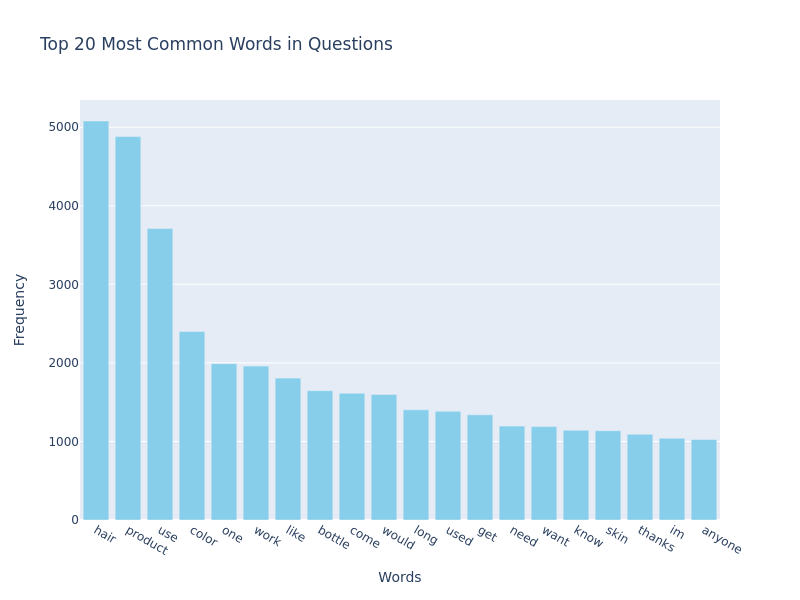 Top 20 Most Common Words in Questions
Frequency
5000
4000
3000
2000
1000
0
hair
product
use
color
one
work
like
bottle
come
would
long
used
get
need
want
know
skin
thanks
im
anyone
Words